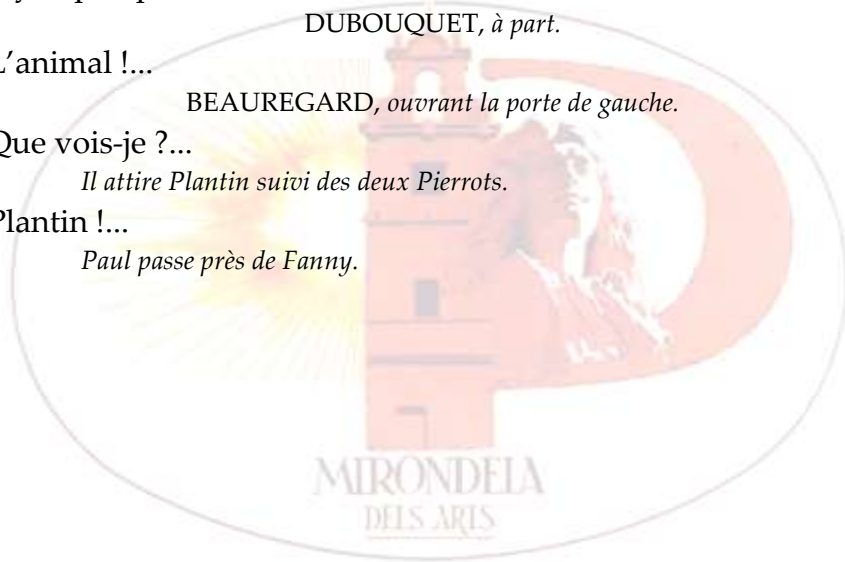 DUBOUQUET, à part.
L’animal !...
BEAUREGARD, ouvrant la porte de gauche.
Que vois-je ?...
Il attire Plantin suivi des deux Pierrots.
Plantin !...
Paul passe près de Fanny.
MIRONDELA
DELS ARTS